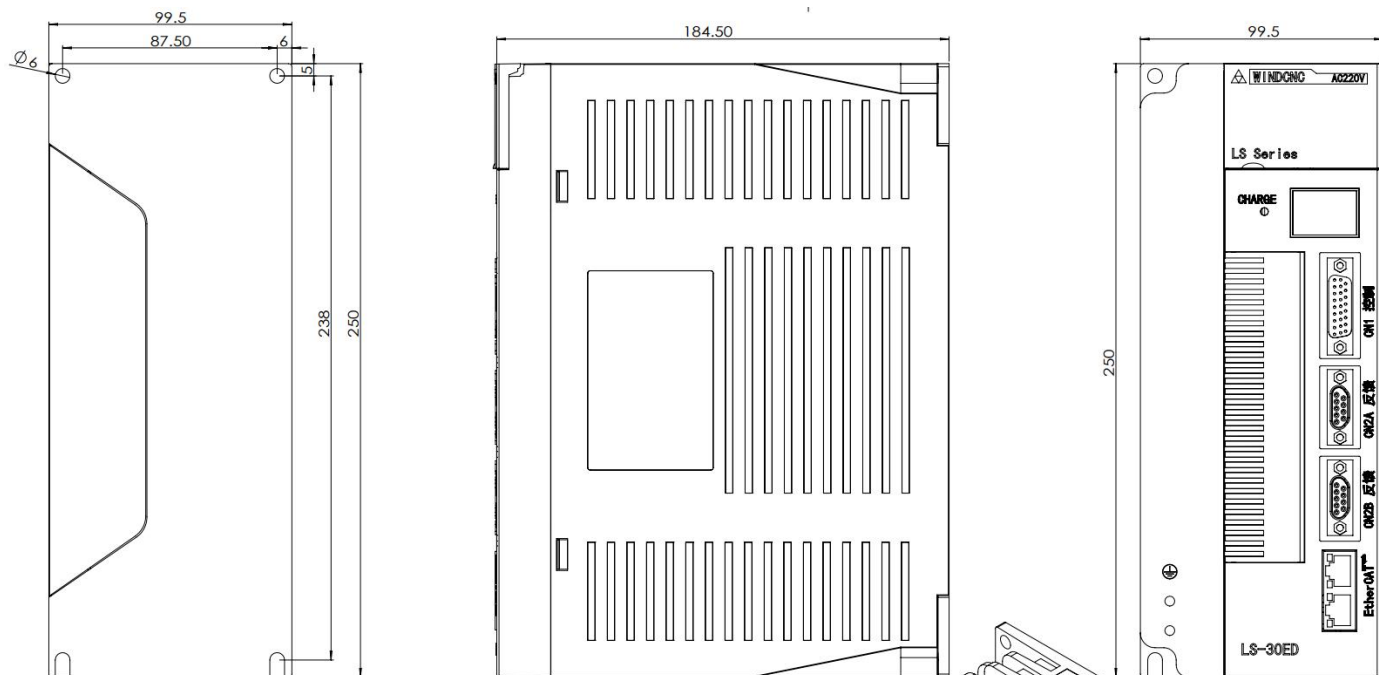 99.5
87.50
6
∅6
5
238
250
184.50
99.5
250
WINDCNC AC220V
LS Series
CHARGE
CN1 控制
CN2A 反馈
CN2B 反馈
EtherCAT
LS-30ED